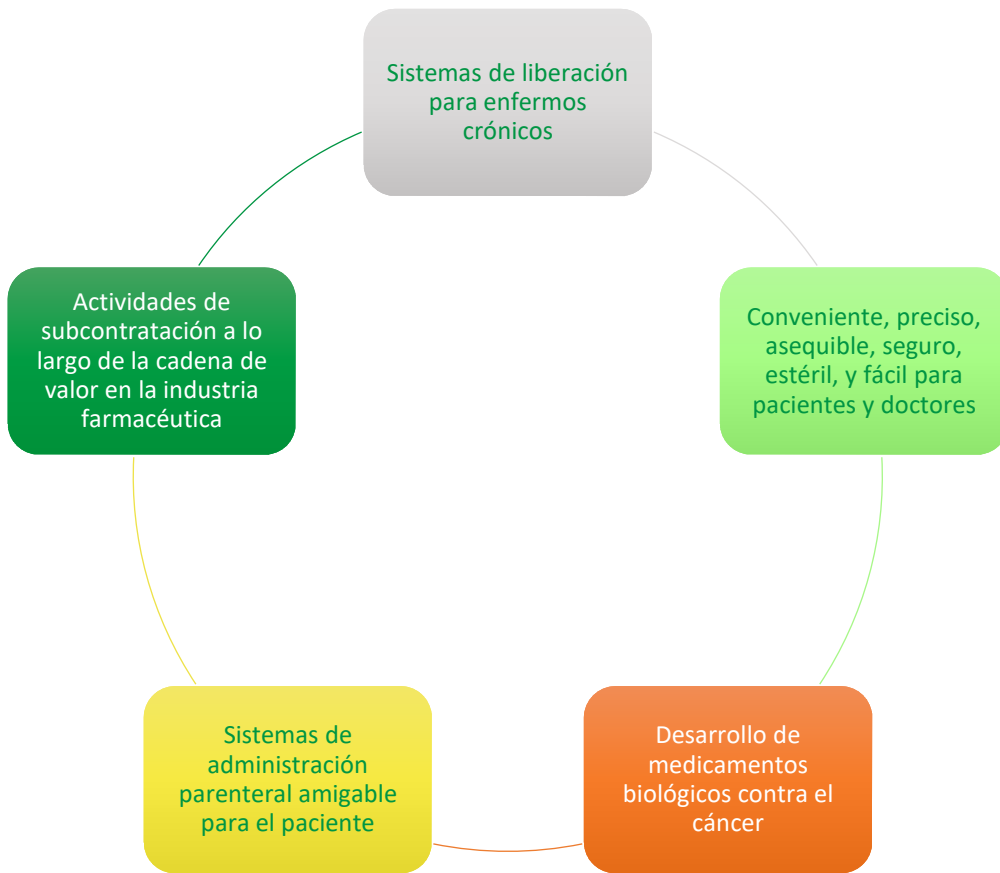 Sistemas de liberación
para enfermos
crónicos
Conveniente, preciso,
asequible, seguro,
estéril, y fácil para
pacientes y doctores
Desarrollo de
medicamentos
biológicos contra el
cáncer
Sistemas de
administración
parenteral amigable
para el paciente
Actividades de
subcontratación a lo
largo de la cadena de
valor en la industria
farmacéutica